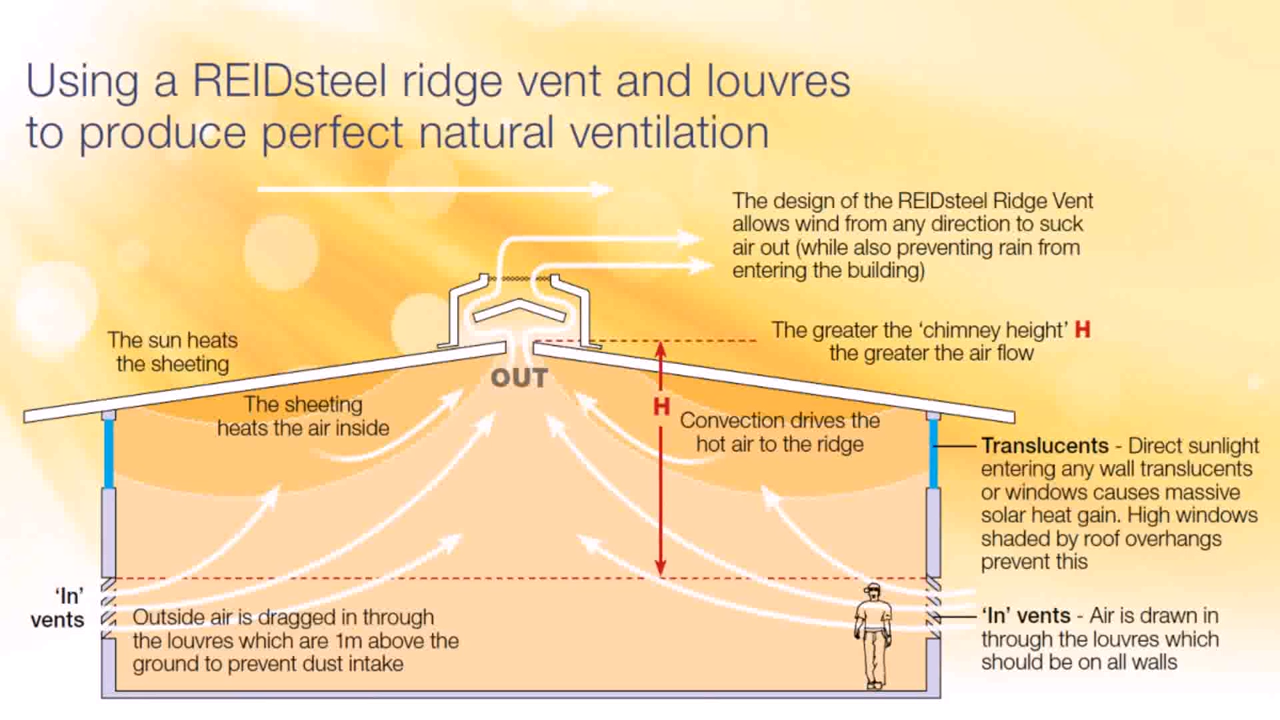 Using a REIDsteel ridge vent and louvres
to produce perfect natural ventilation
The design of the REIDsteel Ridge Vent
allows wind from any direction to suck
air out (while also preventing rain from
entering the building)
The sun heats
the sheeting
The greater the ‘chimney height’ H
the greater the air flow
OUT
The sheeting
heats the air inside
H
Convection drives the
hot air to the ridge
Translucents - Direct sunlight
entering any wall translucents
or windows causes massive
solar heat gain. High windows
shaded by roof overhangs
prevent this
‘In’
vents
Outside air is dragged in through
the louvres which are 1m above the
ground to prevent dust intake
‘In’ vents - Air is drawn in
through the louvres which
should be on all walls